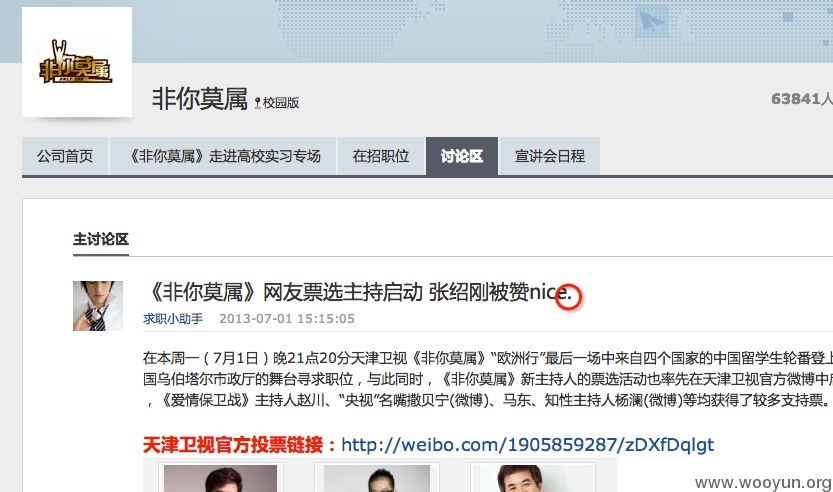 非你莫属
非你莫属 校园版
63841人
公司首页 《非你莫属》走进高校实习专场 在招职位 讨论区 宣讲会日程
主讨论区
《非你莫属》网友票选主持启动 张绍刚被赞nice.
求职小助手 2013-07-01 15:15:05
在本周一（7月1日）晚21点20分天津卫视《非你莫属》“欧洲行”最后一场中来自四个国家的中国留学生轮番登上
国乌伯塔尔市政厅的舞台寻求职位，与此同时，《非你莫属》新主持人的票选活动也率先在天津卫视官方微博中启
，《爱情保卫战》主持人赵川、“央视”名嘴撒贝宁(微博)、马东、知性主持人杨澜(微博)等均获得了较多支持票。
天津卫视官方投票链接：http://weibo.com/1905859287/zDXfDqlgt
www.wooyun.org